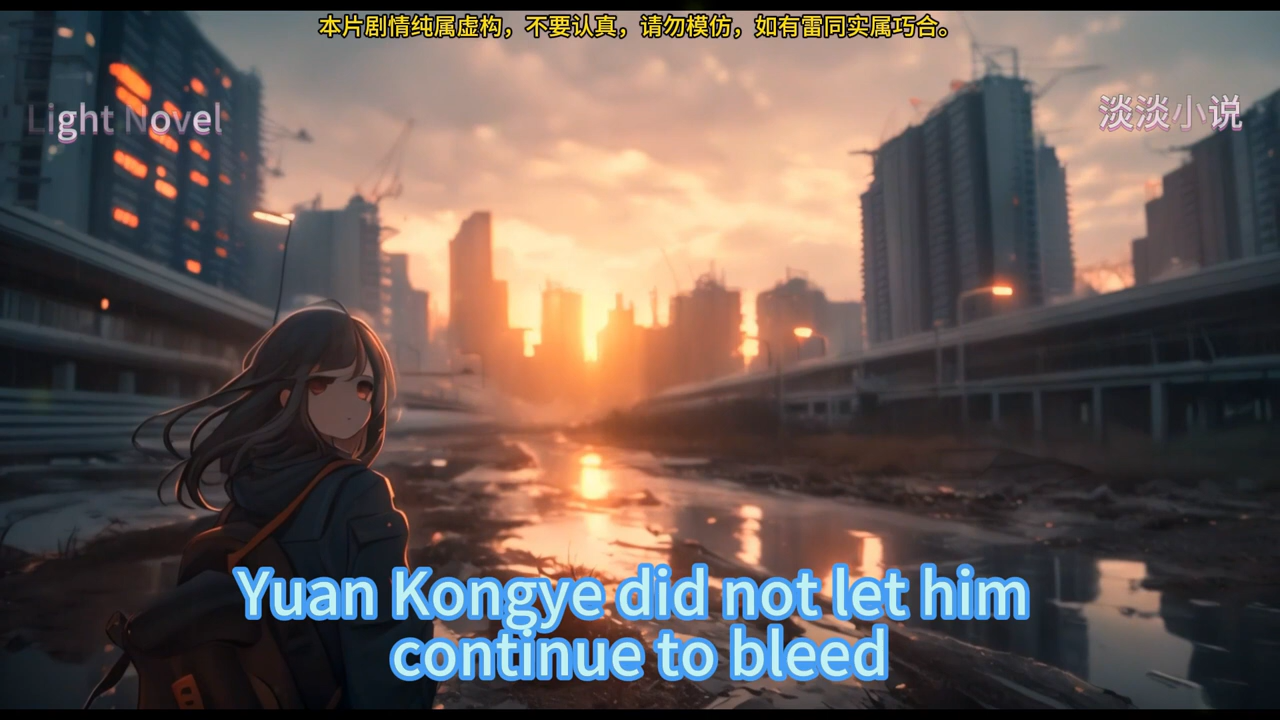 本片剧情纯属虚构，不要认真，请勿模仿，如有雷同实属巧合。
Light Novel
淡淡小说
Yuan Kongye did not let him
continue to bleed